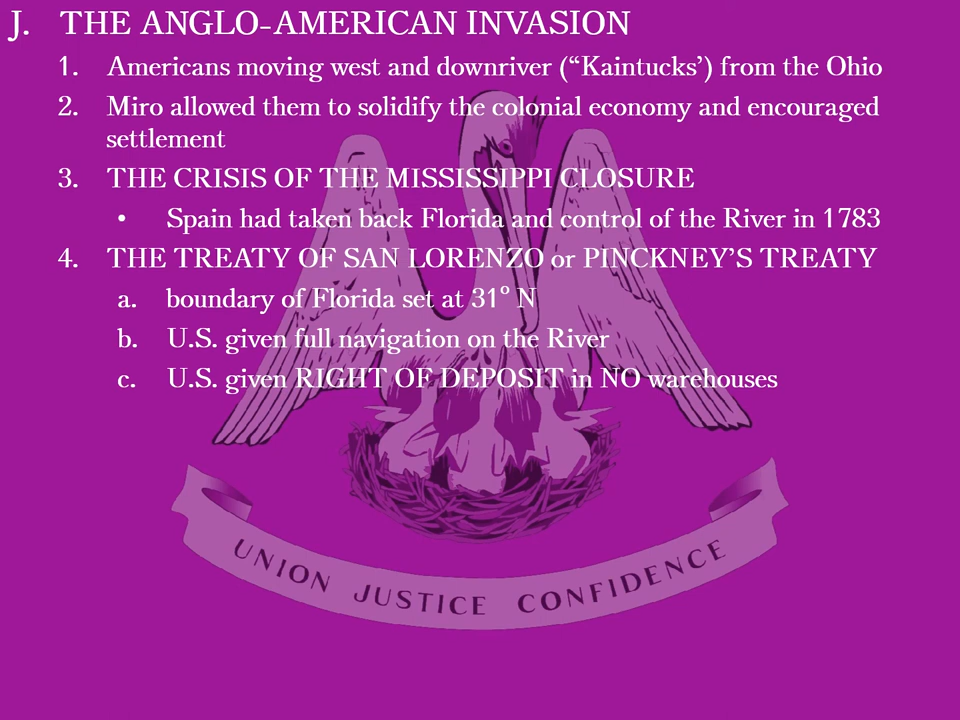 J. THE ANGLO-AMERICAN INVASION
1. Americans moving west and downriver (“Kaintucks’) from the Ohio
2. Miro allowed them to solidify the colonial economy and encouraged
settlement
3. THE CRISIS OF THE MISSISSIPPI CLOSURE
• Spain had taken back Florida and control of the River in 1783
4. THE TREATY OF SAN LORENZO or PINCKNEY’S TREATY
a. boundary of Florida set at 31° N
b. U.S. given full navigation on the River
c. U.S. given RIGHT OF DEPOSIT in NO warehouses
UNION JUSTICE CONFIDENCE